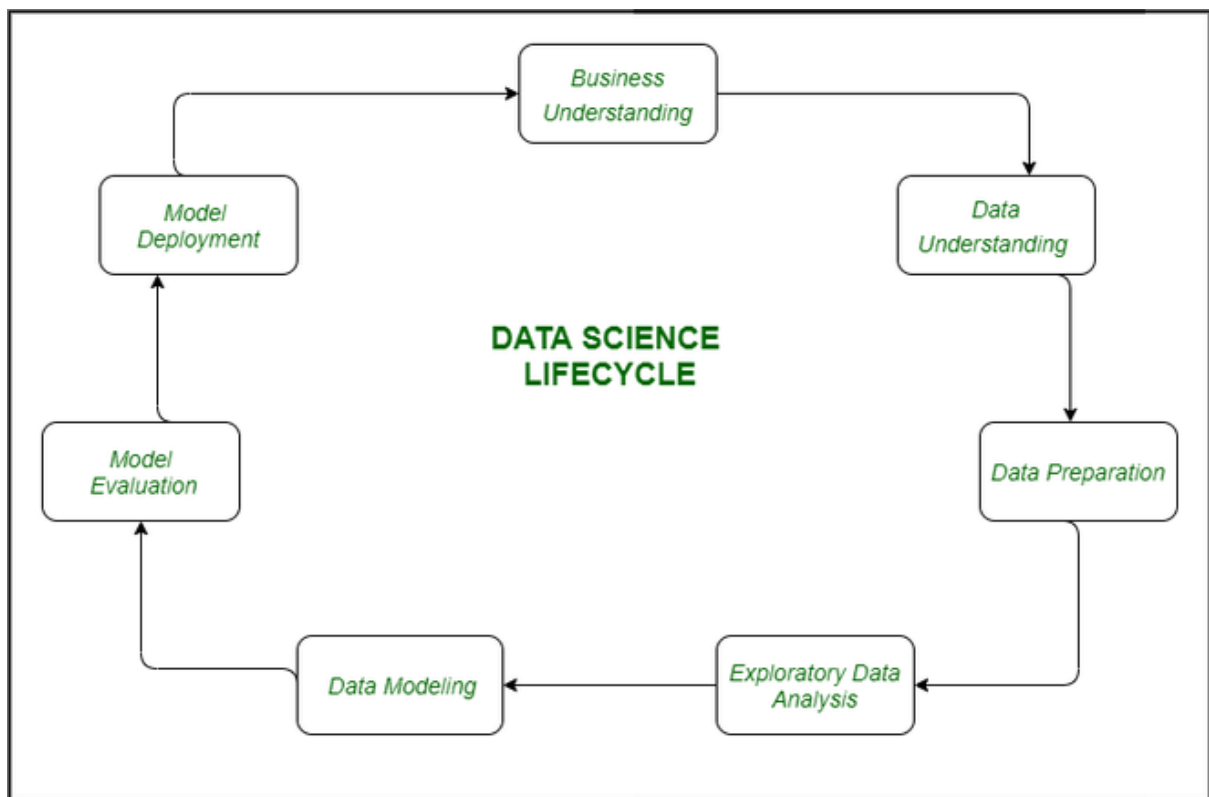 Business
Understanding
Data
Understanding
Data Preparation
Exploratory Data
Analysis
Data Modeling
Model
Evaluation
Model
Deployment
DATA SCIENCE
LIFECYCLE